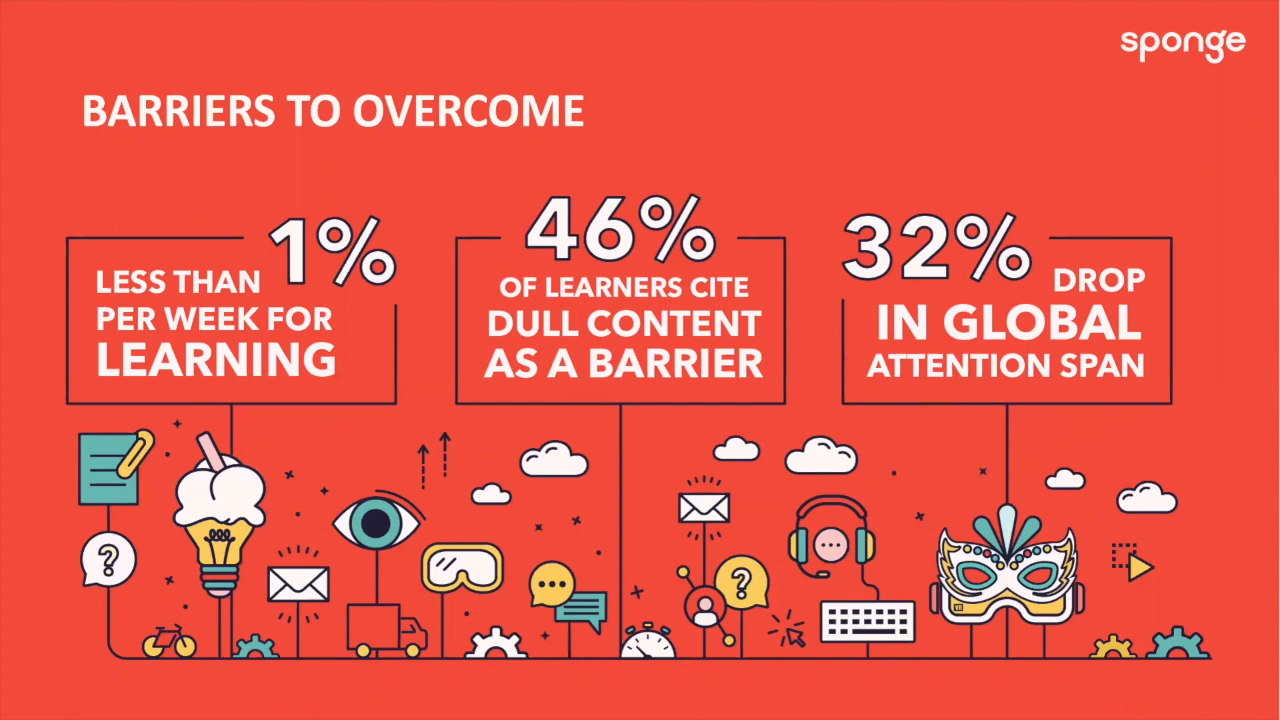 sponge
BARRIERS TO OVERCOME
LESS THAN 1%
PER WEEK FOR
LEARNING
46%
OF LEARNERS CITE
DULL CONTENT
AS A BARRIER
32% DROP
IN GLOBAL
ATTENTION SPAN
?
?